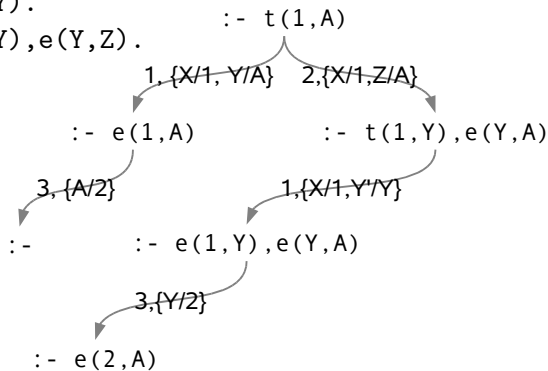 Y).
Y),e(Y,Z).
:- t(1,A)
1, {X/1, Y/A} 2,{X/1,Z/A}
:- e(1,A) :- t(1,Y),e(Y,A)
3, {A/2} 1,{X/1,Y'/Y}
:- :- e(1,Y),e(Y,A)
3,{Y/2}
:- e(2,A)